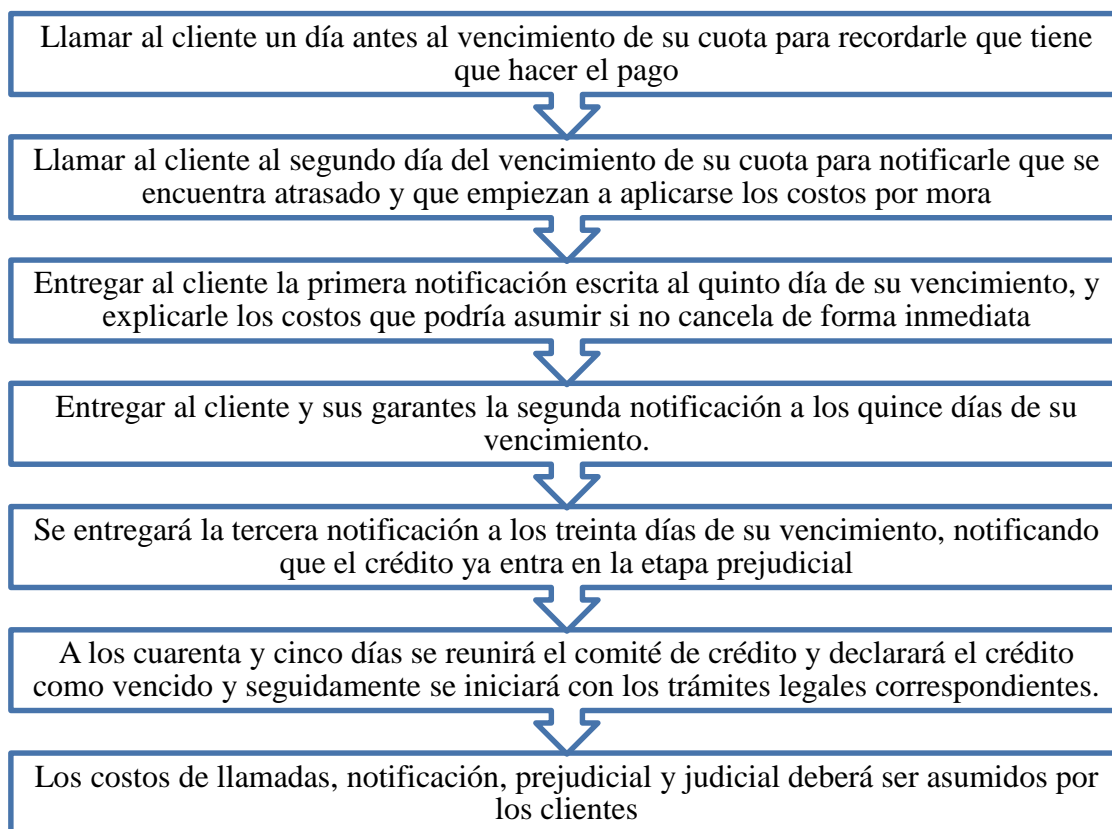 Llamar al cliente un día antes al vencimiento de su cuota para recordarle que tiene
que hacer el pago
Llamar al cliente al segundo día del vencimiento de su cuota para notificarle que se
encuentra atrasado y que empiezan a aplicarse los costos por mora
Entregar al cliente la primera notificación escrita al quinto día de su vencimiento, y
explicarle los costos que podría asumir si no cancela de forma inmediata
Entregar al cliente y sus garantes la segunda notificación a los quince días de su
vencimiento.
Se entregará la tercera notificación a los treinta días de su vencimiento, notificando
que el crédito ya entra en la etapa prejudicial
A los cuarenta y cinco días se reunirá el comité de crédito y declarará el crédito
como vencido y seguidamente se iniciará con los trámites legales correspondientes.
Los costos de llamadas, notificación, prejudicial y judicial deberá ser asumidos por
los clientes